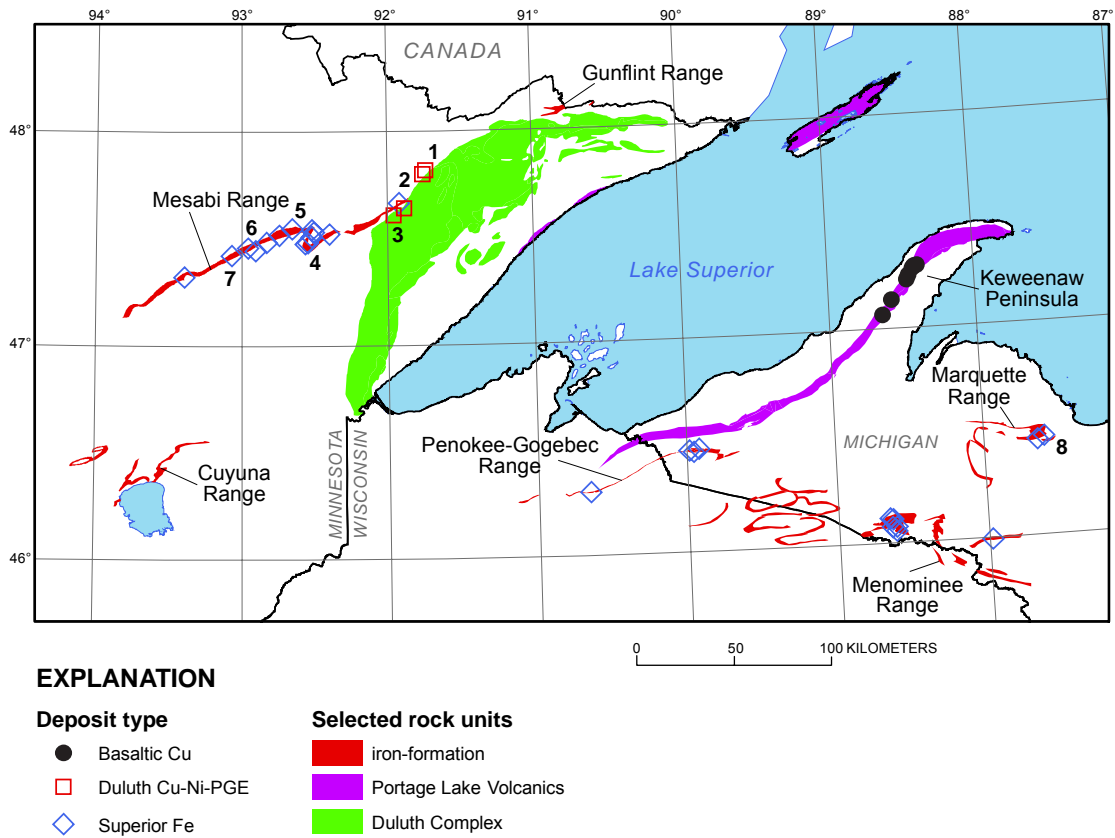 94° 93° 92° 91° 90° 89° 88° 87°
CANADA
Gunflint Range
48°
1
2
Mesabi Range
5
6
3
4
7
Lake Superior
Keweenaw
Peninsula
47°
Marquette
Range
MICHIGAN
8
Penokee-Gogebec
Range
MINNESOTA
WISCONSIN
Cuyuna
Range
46°
Menominee
Range
0 50 100 KILOMETERS
EXPLANATION
Deposit type
Basaltic Cu
Duluth Cu-Ni-PGE
Superior Fe
Selected rock units
iron-formation
Portage Lake Volcanics
Duluth Complex